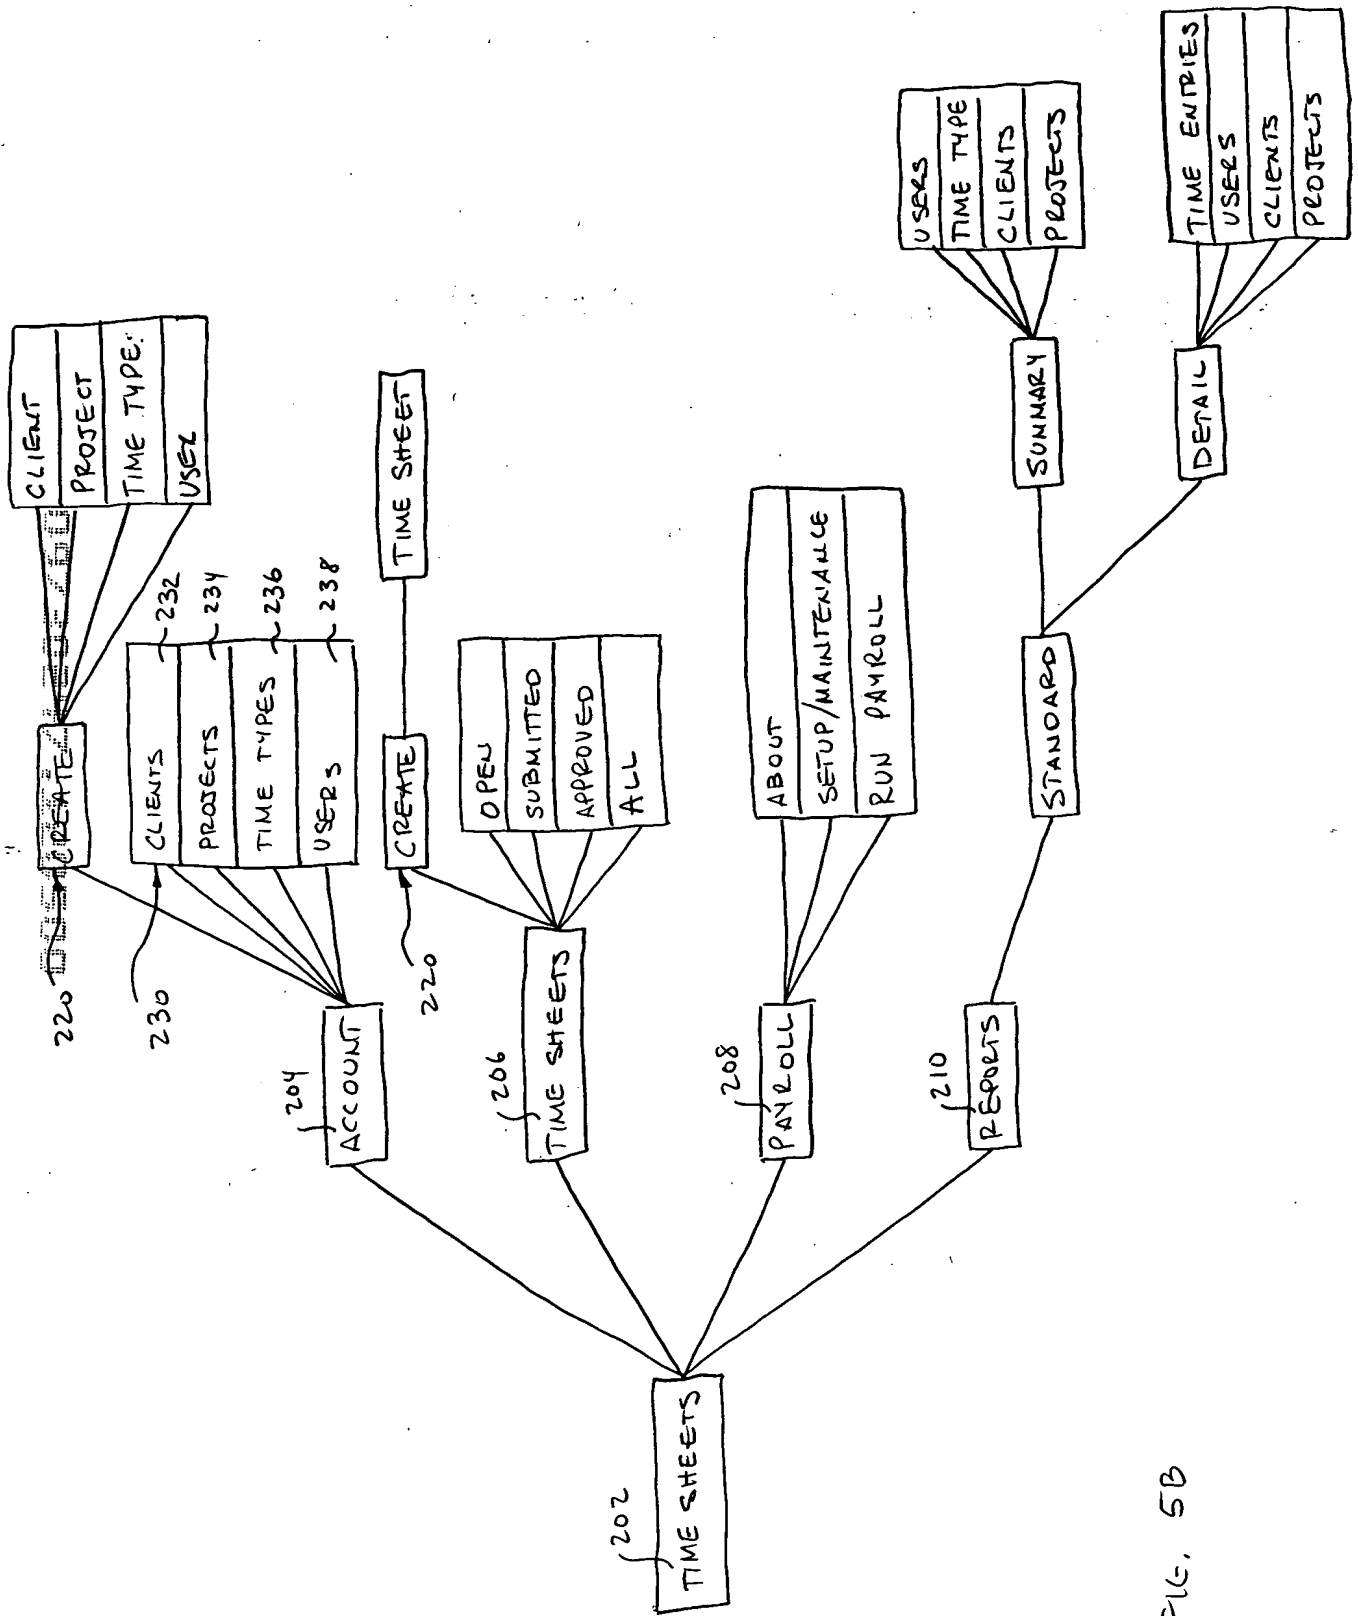 220
CREATE
CLIENT
PROJECT
TIME TYPE
USER
230
CLIENTS
232
PROJECTS
234
TIME TYPES
236
USERS
238
204
ACCOUNT
220
CREATE
TIME SHEET
206
TIME SHEETS
OPEN
SUBMITTED
APPROVED
ALL
202
TIME SHEETS
208
PAYROLL
ABOUT
SETUP/MAINTENANCE
RUN PAYROLL
210
REPORTS
STANDARD
SUMMARY
USERS
TIME TYPE
CLIENTS
PROJECTS
DETAIL
TIME ENTRIES
USERS
CLIENTS
PROJECTS
FIG. 5B